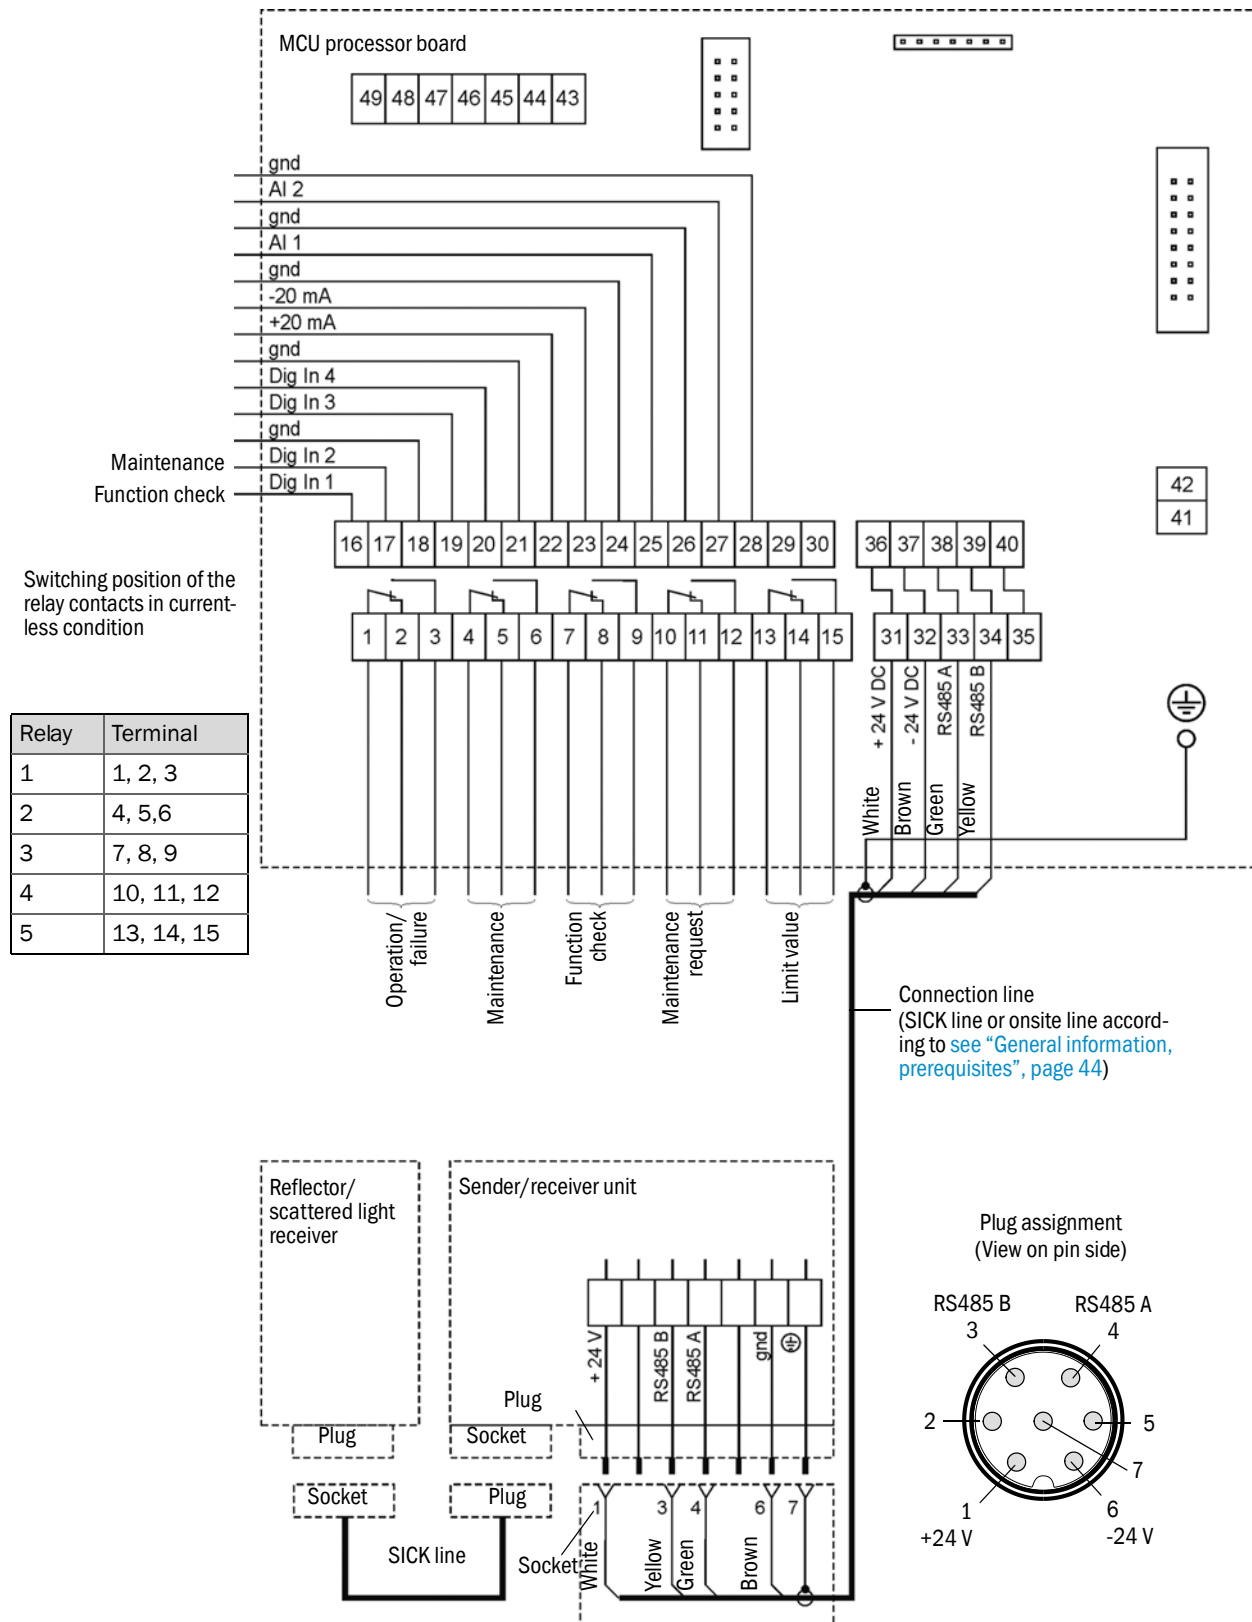 MCU processor board
49 48 47 46 45 44 43
gnd
AI 2
gnd
AI 1
gnd
-20 mA
+20 mA
gnd
Dig In 4
Dig In 3
gnd
Maintenance
Dig In 2
Function check
Dig In 1
42
41
16 17 18 19 20 21 22 23 24 25 26 27 28 29 30
36 37 38 39 40
Switching position of the
relay contacts in current-
less condition
1 2 3 4 5 6 7 8 9 10 11 12 13 14 15
31 32 33 34 35
+ 24 V DC
- 24 V DC
RS485 A
RS485 B
White
Brown
Green
Yellow
Relay Terminal
1 1, 2, 3
2 4, 5,6
3 7, 8, 9
4 10, 11, 12
5 13, 14, 15
Operation/
failure
Maintenance
Function
check
Maintenance
request
Limit value
Connection line
(SICK line or onsite line accord-
ing to see “General information,
prerequisites”, page 44)
Reflector/
scattered light
receiver
Sender/receiver unit
+ 24 V
RS485 B
RS485 A
gnd
Plug
Plug
Socket
Socket
Plug
SICK line
Socket
1 3 4 6 7
White
Yellow
Green
Brown
Plug assignment
(View on pin side)
RS485 B
RS485 A
3
4
2
5
7
1
6
+24 V
-24 V